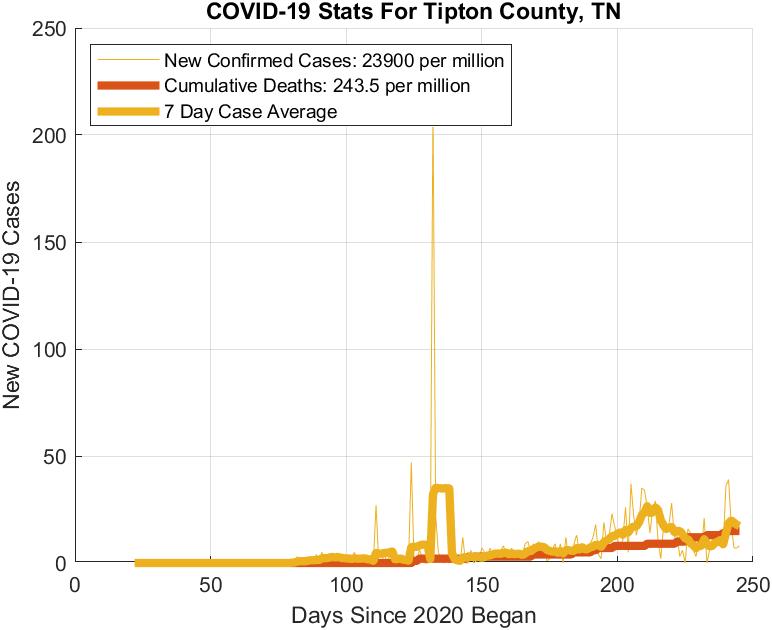 COVID-19 Stats For Tipton County, TN
New Confirmed Cases: 23900 per million
Cumulative Deaths: 243.5 per million
7 Day Case Average
250
200
150
100
50
0
New COVID-19 Cases
0 50 100 150 200 250
Days Since 2020 Began